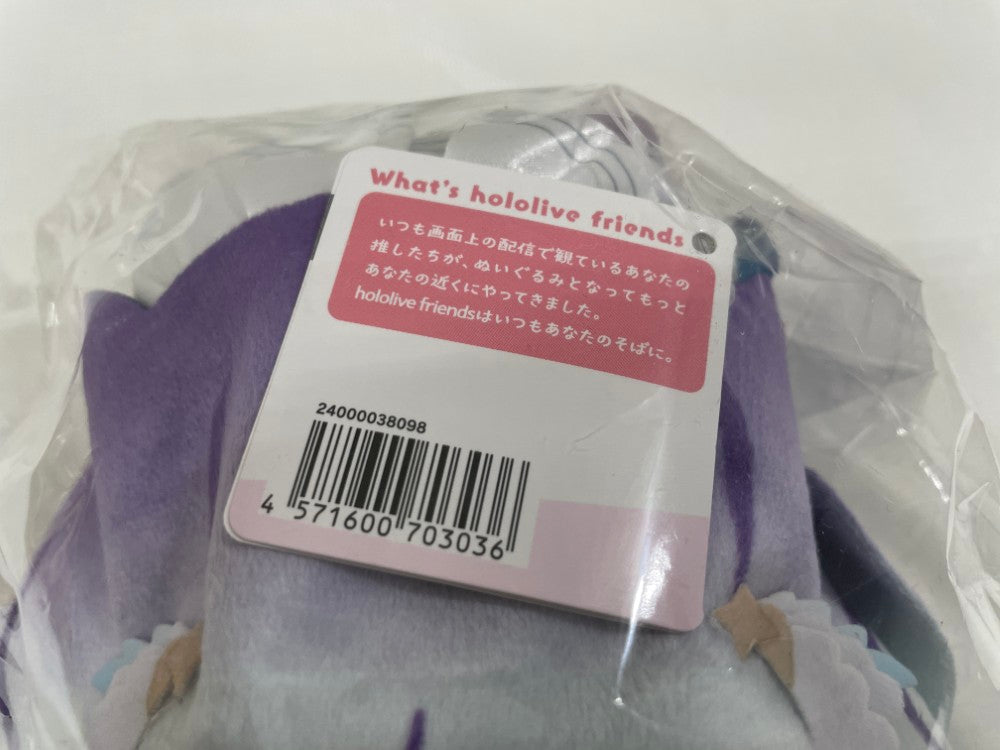 What's hololive friends
いつも画面上の配信で観ているあなたの
推したちが、ぬいぐるみとなってもっと
あなたの近くにやってきました。
hololive friendsはいつもあなたのそばに。
24000038098
4 571600 703036